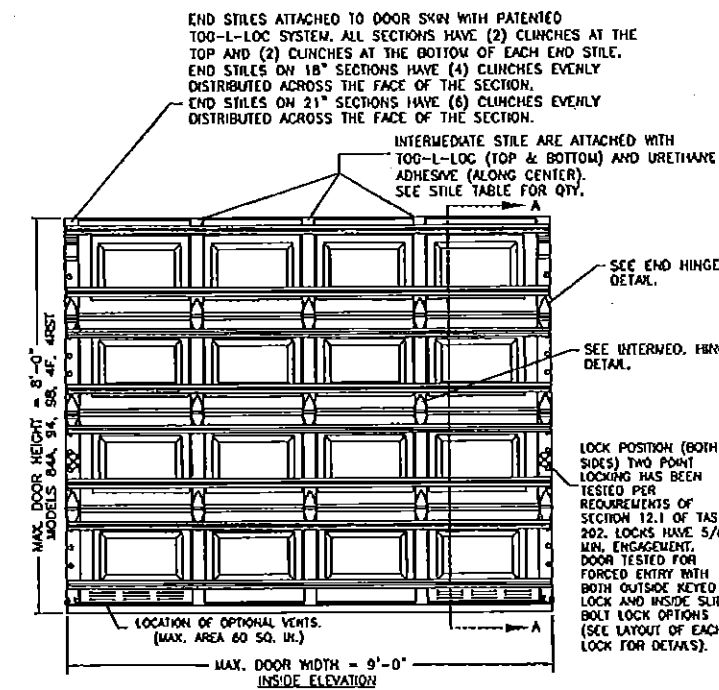 END STILES ATTACHED TO DOOR SKIN WITH PATENTED
TOG-L-LOC SYSTEM. ALL SECTIONS HAVE (2) CLINCHES AT THE
TOP AND (2) CLINCHES AT THE BOTTOM OF EACH END STILE.
END STILES ON 18" SECTIONS HAVE (4) CLINCHES EVENLY
DISTRIBUTED ACROSS THE FACE OF THE SECTION.
END STILES ON 21" SECTIONS HAVE (6) CLINCHES EVENLY
DISTRIBUTED ACROSS THE FACE OF THE SECTION.
INTERMEDIATE STILE ARE ATTACHED WITH
TOG-L-LOC (TOP & BOTTOM) AND URETHANE
ADHESIVE (ALONG CENTER).
SEE STILE TABLE FOR QTY.
A
SEE END HINGE
DETAIL.
SEE INTERMED. HIN
DETAIL.
MAX. DOOR HEIGHT = 8'-0"
MODELS 84A, 94, 98, 4F, 4RST
LOCK POSITION (BOTH
SIDES) TWO POINT
LOCKING HAS BEEN
TESTED PER
REQUIREMENTS OF
SECTION 12.1 OF TAS
202. LOCKS HAVE 5/
MIN. ENGAGEMENT.
DOOR TESTED FOR
FORCED ENTRY WITH
BOTH OUTSIDE KEYED
LOCK AND INSIDE SLI
BOLT LOCK OPTIONS
(SEE LAYOUT OF EACH
LOCK FOR DETAILS).
LOCATION OF OPTIONAL VENTS.
(MAX. AREA 60 SQ. IN.)
A
MAX. DOOR WIDTH = 9'-0"
INSIDE ELEVATION